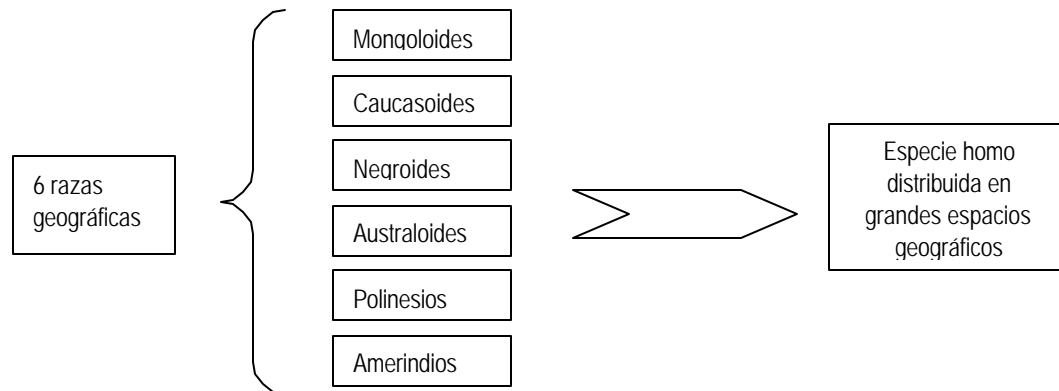 6 razas
geográficas
Mongoloides
Caucasoides
Negroides
Australoides
Polinesios
Amerindios
Especie homo
distribuida en
grandes espacios
geográficos